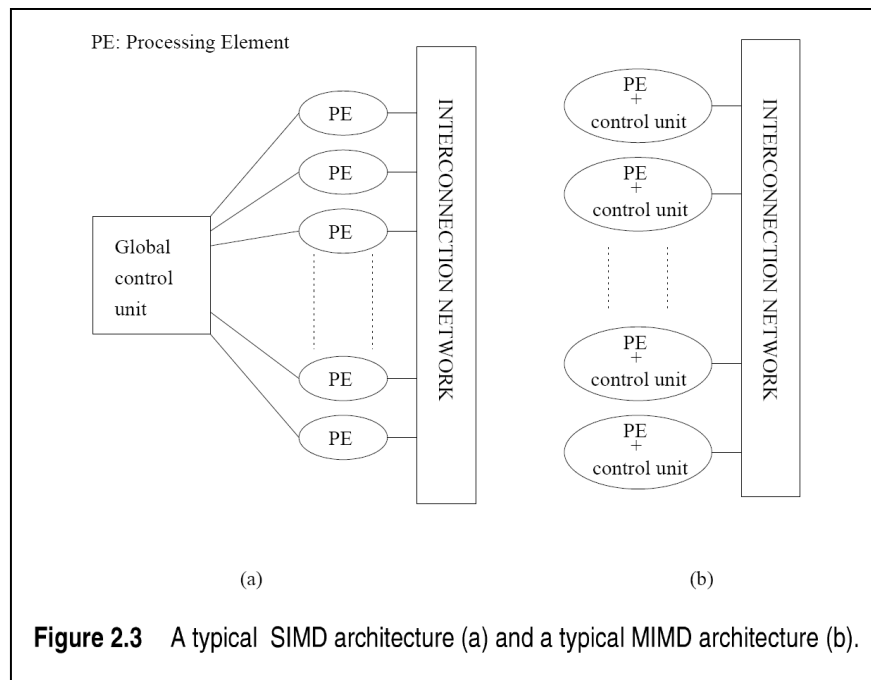 PE: Processing Element
PE
PE
PE
PE
PE
Global
control
unit
INTERCONNECTION NETWORK
(a)
PE
+
control unit
PE
+
control unit
PE
+
control unit
PE
+
control unit
INTERCONNECTION NETWORK
(b)
Figure 2.3 A typical SIMD architecture (a) and a typical MIMD architecture (b).